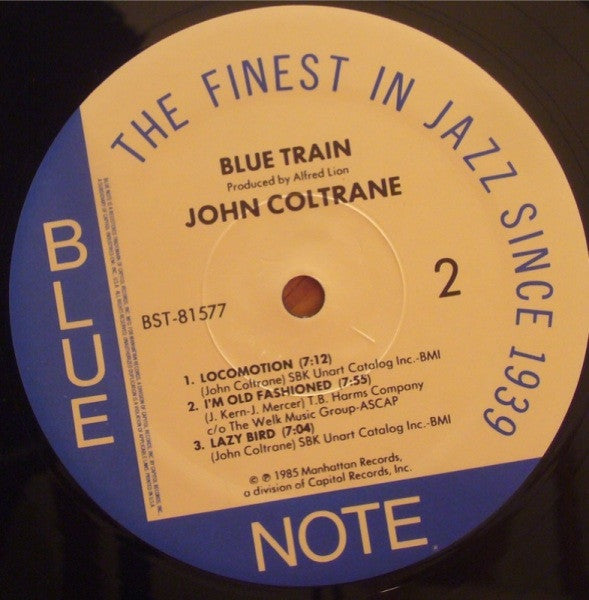 THE FINEST IN JAZZ SINCE 1939
BLUE TRAIN
Produced by Alfred Lion
JOHN COLTRANE
BST-81577
2
1. LOCOMOTION (7:12)
(John Coltrane) SBK Unart Catalog Inc.-BMI
2. I'M OLD FASHIONED (7:55)
(J. Kern-J. Mercer) T.B. Harms Company
c/o The Welk Music Group-ASCAP
3. LAZY BIRD (7:04)
(John Coltrane) SBK Unart Catalog Inc.-BMI
© ℗ 1985 Manhattan Records,
a division of Capitol Records, Inc.
BLUE
NOTE